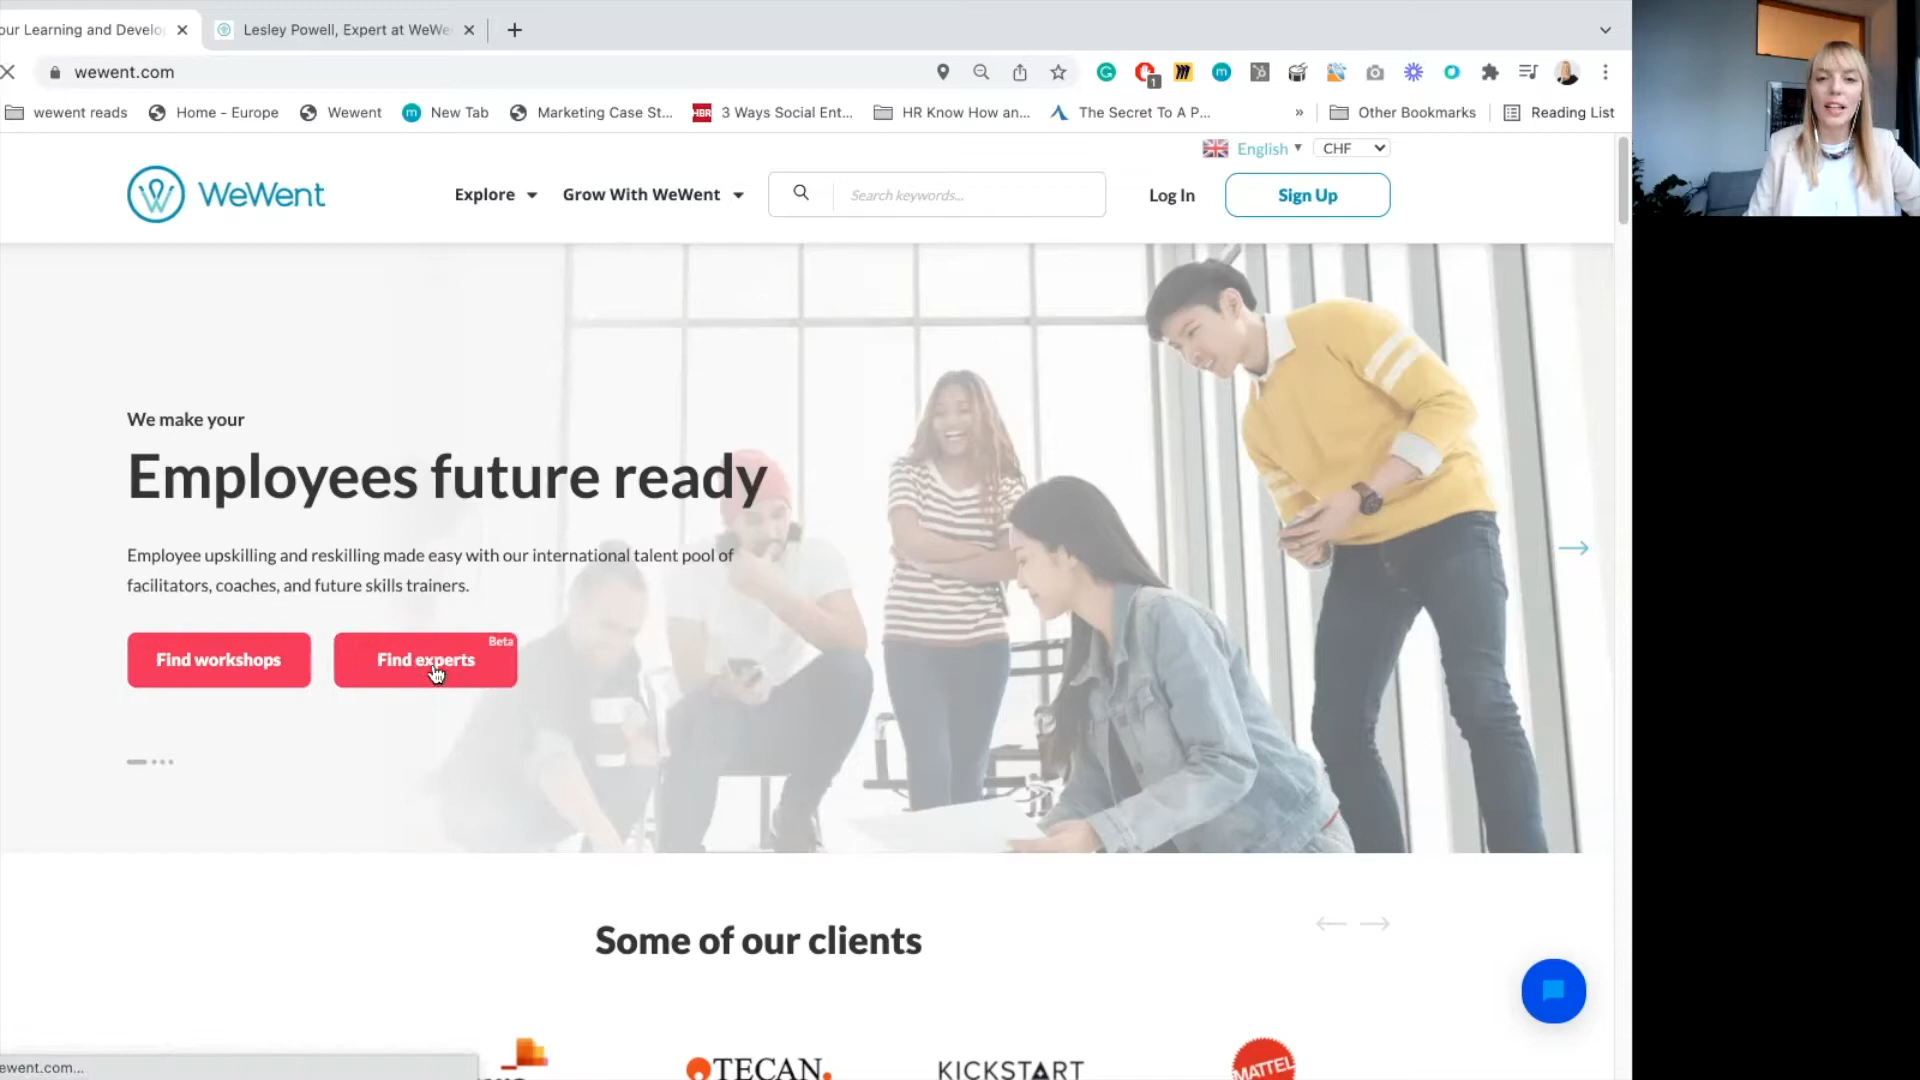 our Learning and Develo
Lesley Powell, Expert at WeWe
wewent.com
1
wewent reads
Home - Europe
Wewent
m
New Tab
Marketing Case St...
HBR
3 Ways Social Ent...
HR Know How an...
The Secret To A P...
»
Other Bookmarks
Reading List
English
CHF
WeWent
Explore
Grow With WeWent
Search keywords...
Log In
Sign Up
We make your
Employees future ready
Employee upskilling and reskilling made easy with our international talent pool of
facilitators, coaches, and future skills trainers.
Find workshops
Find experts
Beta
Some of our clients
TECAN.
KICKSTART
MATTEL
ewent.com...